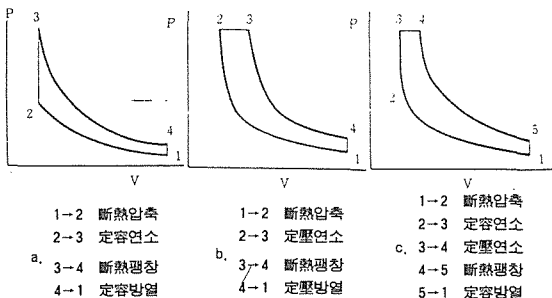 P
3
2
4
1
V
P
2
3
4
1
V
P
3
4
2
5
1
V
a.
1→2 斷熱압축
2→3 定容연소
3→4 斷熱팽창
4→1 定容방열
b.
1→2 斷熱압축
2→3 定壓연소
3→4 斷熱팽창
4→1 定壓방열
c.
1→2 斷熱압축
2→3 定容연소
3→4 定壓연소
4→5 斷熱팽창
5→1 定容방열